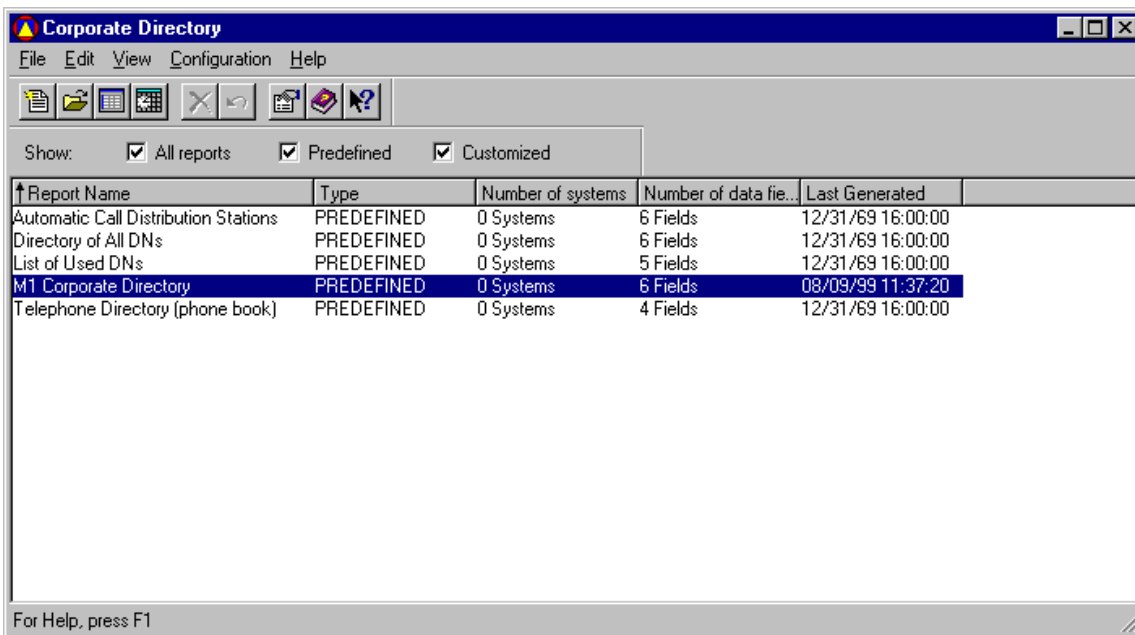 Corporate Directory
File Edit View Configuration Help
Show: All reports Predefined Customized
Report Name Type Number of systems Number of data fie... Last Generated
Automatic Call Distribution Stations PREDEFINED 0 Systems 6 Fields 12/31/69 16:00:00
Directory of All DNs PREDEFINED 0 Systems 6 Fields 12/31/69 16:00:00
List of Used DNs PREDEFINED 0 Systems 5 Fields 12/31/69 16:00:00
M1 Corporate Directory PREDEFINED 0 Systems 6 Fields 08/09/99 11:37:20
Telephone Directory (phone book) PREDEFINED 0 Systems 4 Fields 12/31/69 16:00:00
For Help, press F1